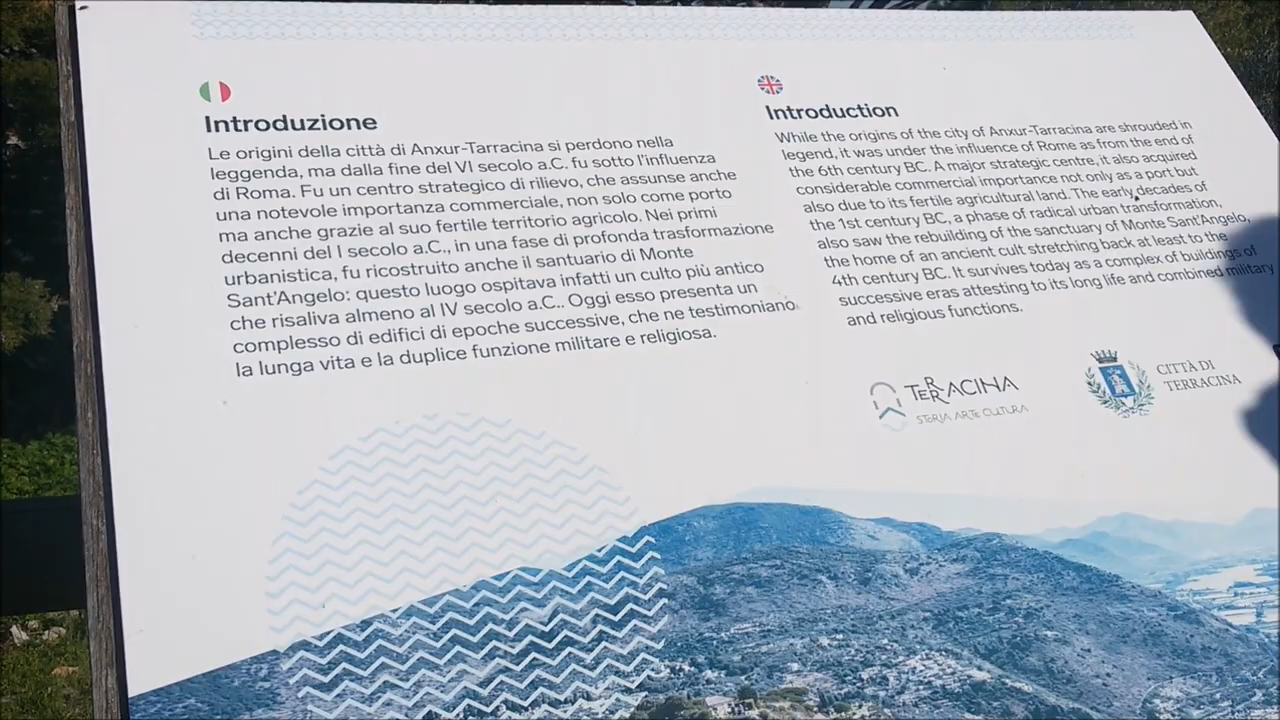 Introduzione
Le origini della città di Anxur-Tarracina si perdono nella
leggenda, ma dalla fine del VI secolo a.C. fu sotto l'influenza
di Roma. Fu un centro strategico di rilievo, che assunse anche
una notevole importanza commerciale, non solo come porto
ma anche grazie al suo fertile territorio agricolo. Nei primi
decenni del I secolo a.C., in una fase di profonda trasformazione
urbanistica, fu ricostruito anche il santuario di Monte
Sant'Angelo: questo luogo ospitava infatti un culto più antico
che risaliva almeno al IV secolo a.C.. Oggi esso presenta un
complesso di edifici di epoche successive, che ne testimoniano
la lunga vita e la duplice funzione militare e religiosa.
Introduction
While the origins of the city of Anxur-Tarracina are shrouded in
legend, it was under the influence of Rome as from the end of
the 6th century BC. A major strategic centre, it also acquired
considerable commercial importance not only as a port but
also due to its fertile agricultural land. The early decades of
the 1st century BC, a phase of radical urban transformation,
also saw the rebuilding of the sanctuary of Monte Sant'Angelo,
the home of an ancient cult stretching back at least to the
4th century BC. It survives today as a complex of buildings of
successive eras attesting to its long life and combined military
and religious functions.
TERRACINA
STORIA ARTE CULTURA
CITTÀ DI
TERRACINA